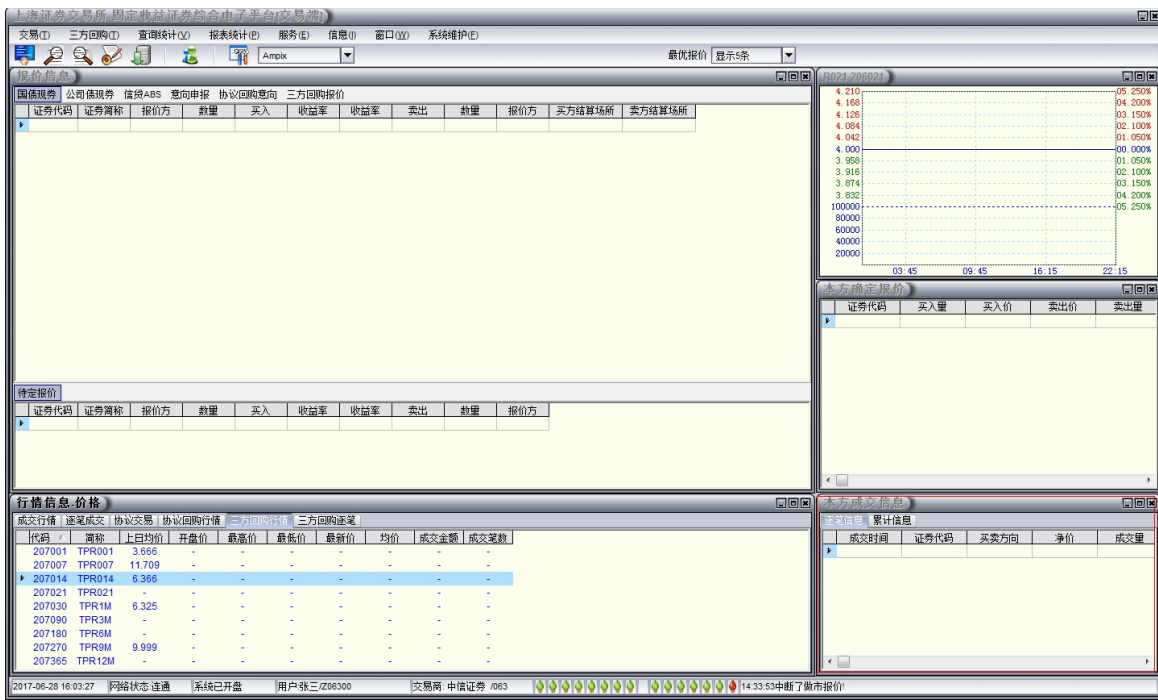 上海证券交易所 固定收益证券综合电子平台[交易端]
交易(T) 三方回购(T) 查询统计(V) 报表统计(P) 服务(E) 信息(I) 窗口(W) 系统维护(E)
Ampix 最优报价 显示5条
报价信息
国债现券 公司债现券 信贷ABS 意向申报 协议回购意向 三方回购报价
证券代码 证券简称 报价方 数量 买入 收益率 收益率 卖出 数量 报价方 买方结算场所 卖方结算场所
待定报价
证券代码 证券简称 报价方 数量 买入 收益率 收益率 卖出 数量 报价方
R021.206021
4.210 05.250%
4.168 04.200%
4.126 03.150%
4.084 02.100%
4.042 01.050%
4.000 00.000%
3.958 01.050%
3.916 02.100%
3.874 03.150%
3.832 04.200%
100000 05.250%
80000
60000
40000
20000
03:45 09:45 16:15 22:15
本方确定报价
证券代码 买入量 买入价 卖出价 卖出量
行情信息-价格
成交行情 逐笔成交 协议交易 协议回购行情 三方回购行情 三方回购逐笔
代码 简称 上日均价 开盘价 最高价 最低价 最新价 均价 成交金额 成交笔数
207001 TPR001 3.666 - - - - - - -
207007 TPR007 11.709 - - - - - - -
207014 TPR014 6.366 - - - - - - -
207021 TPR021 - - - - - - - -
207030 TPR1M 6.325 - - - - - - -
207090 TPR3M - - - - - - - -
207180 TPR6M - - - - - - - -
207270 TPR9M 9.999 - - - - - - -
207365 TPR12M - - - - - - - -
本方成交信息
逐笔信息 累计信息
成交时间 证券代码 买卖方向 净价 成交量
2017-06-28 16:03:27 网络状态:连通 系统已开盘 用户:张三/Z06300 交易商: 中信证券 /063 14:33:53中断了做市报价!